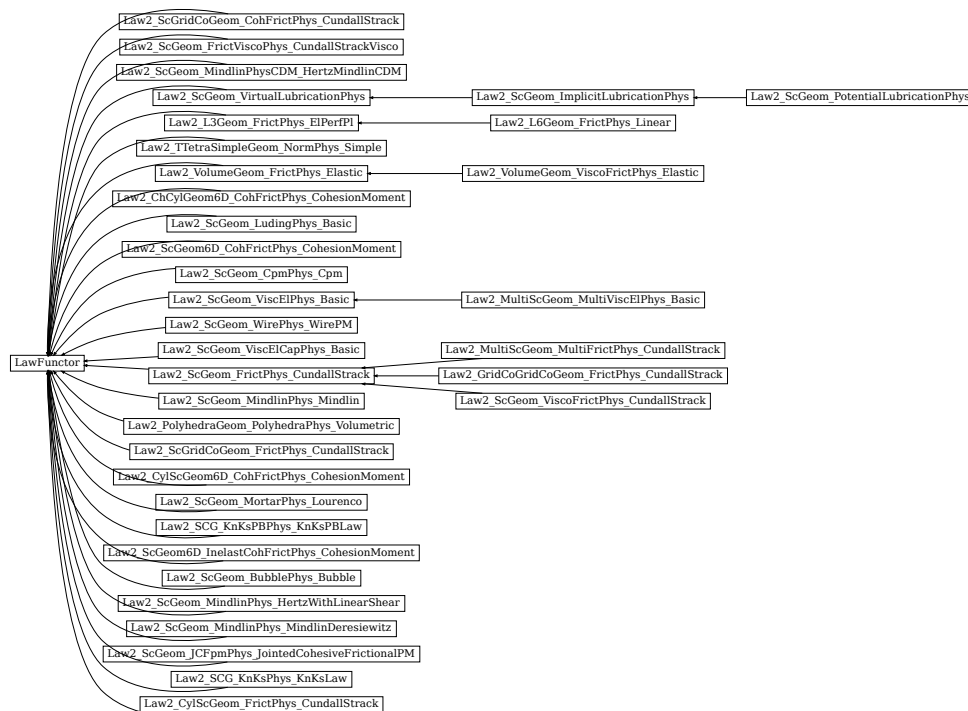 Law2_ScGridCoGeom_CohFrictPhys_CundallStrack
Law2_ScGeom_FrictViscoPhys_CundallStrackVisco
Law2_ScGeom_MindlinPhysCDM_HertzMindlinCDM
Law2_ScGeom_VirtualLubricationPhys
Law2_ScGeom_ImplicitLubricationPhys
Law2_ScGeom_PotentialLubricationPhys
Law2_L3Geom_FrictPhys_ElPerfPl
Law2_L6Geom_FrictPhys_Linear
Law2_TTetraSimpleGeom_NormPhys_Simple
Law2_VolumeGeom_FrictPhys_Elastic
Law2_VolumeGeom_ViscoFrictPhys_Elastic
Law2_ChCylGeom6D_CohFrictPhys_CohesionMoment
Law2_ScGeom_LudingPhys_Basic
Law2_ScGeom6D_CohFrictPhys_CohesionMoment
Law2_ScGeom_CpmPhys_Cpm
Law2_ScGeom_ViscElPhys_Basic
Law2_MultiScGeom_MultiViscElPhys_Basic
Law2_ScGeom_WirePhys_WirePM
Law2_ScGeom_ViscElCapPhys_Basic
Law2_MultiScGeom_MultiFrictPhys_CundallStrack
LawFunctor
Law2_ScGeom_FrictPhys_CundallStrack
Law2_GridCoGridCoGeom_FrictPhys_CundallStrack
Law2_ScGeom_MindlinPhys_Mindlin
Law2_ScGeom_ViscoFrictPhys_CundallStrack
Law2_PolyhedraGeom_PolyhedraPhys_Volumetric
Law2_ScGridCoGeom_FrictPhys_CundallStrack
Law2_CylScGeom6D_CohFrictPhys_CohesionMoment
Law2_ScGeom_MortarPhys_Lourenco
Law2_SCG_KnKsPBPhys_KnKsPBLaw
Law2_ScGeom6D_InelastCohFrictPhys_CohesionMoment
Law2_ScGeom_BubblePhys_Bubble
Law2_ScGeom_MindlinPhys_HertzWithLinearShear
Law2_ScGeom_MindlinPhys_MindlinDeresiewitz
Law2_ScGeom_JCFpmPhys_JointedCohesiveFrictionalPM
Law2_SCG_KnKsPhys_KnKsLaw
Law2_CylScGeom_FrictPhys_CundallStrack